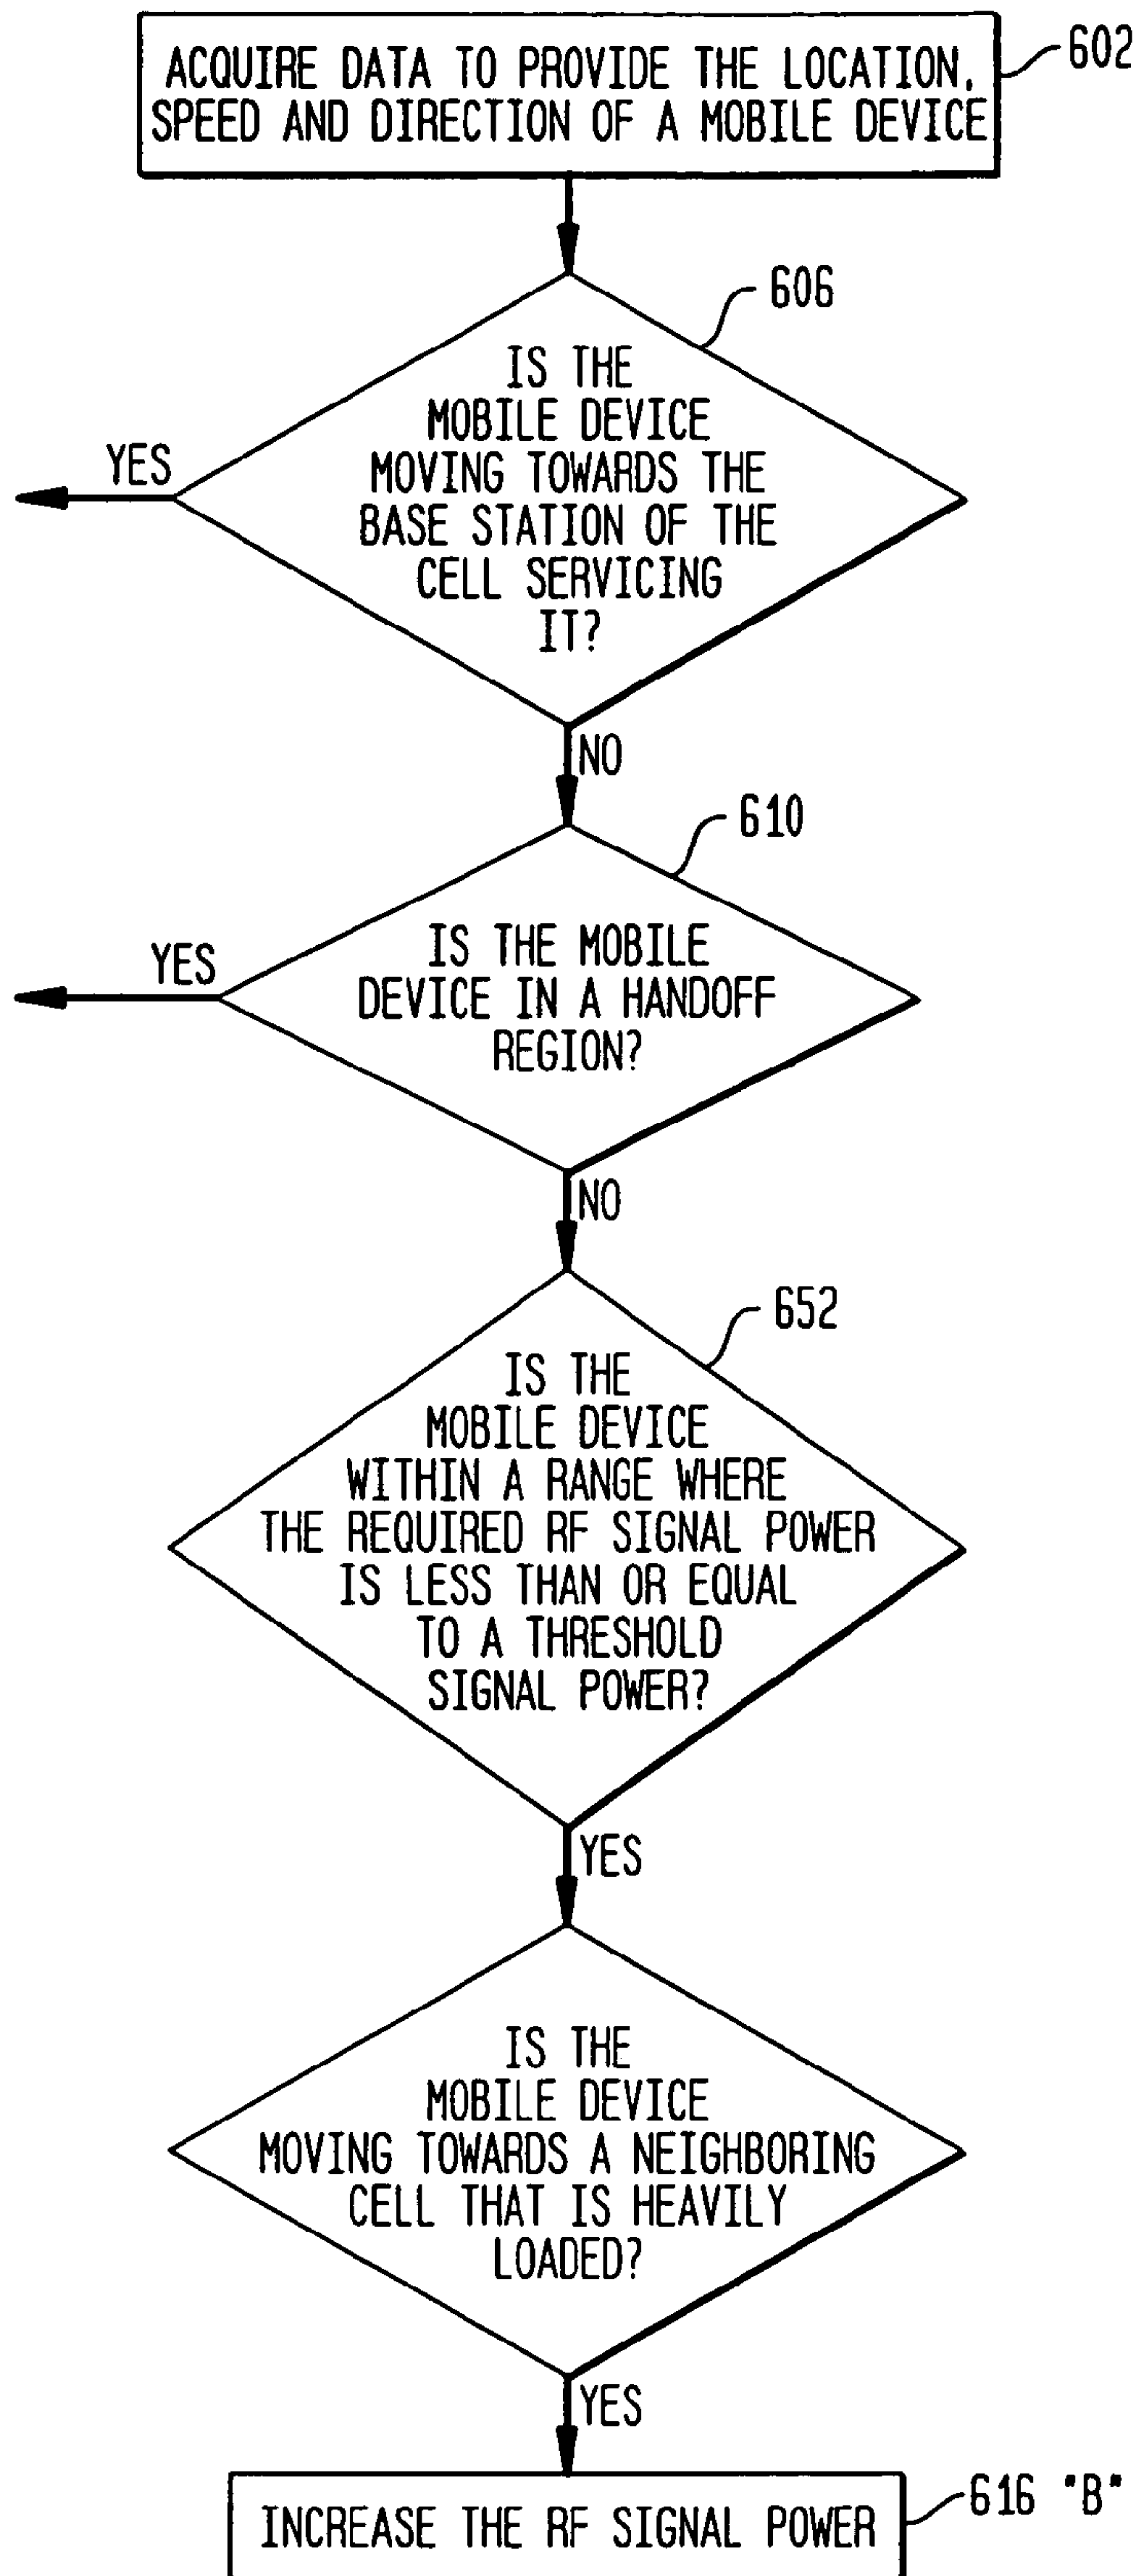 ACQUIRE DATA TO PROVIDE THE LOCATION,
SPEED AND DIRECTION OF A MOBILE DEVICE
602
606
IS THE
MOBILE DEVICE
MOVING TOWARDS THE
BASE STATION OF THE
CELL SERVICING
IT?
YES
NO
610
IS THE MOBILE
DEVICE IN A HANDOFF
REGION?
YES
NO
652
IS THE
MOBILE DEVICE
WITHIN A RANGE WHERE
THE REQUIRED RF SIGNAL POWER
IS LESS THAN OR EQUAL
TO A THRESHOLD
SIGNAL POWER?
YES
IS THE
MOBILE DEVICE
MOVING TOWARDS A NEIGHBORING
CELL THAT IS HEAVILY
LOADED?
YES
616 "B"
INCREASE THE RF SIGNAL POWER